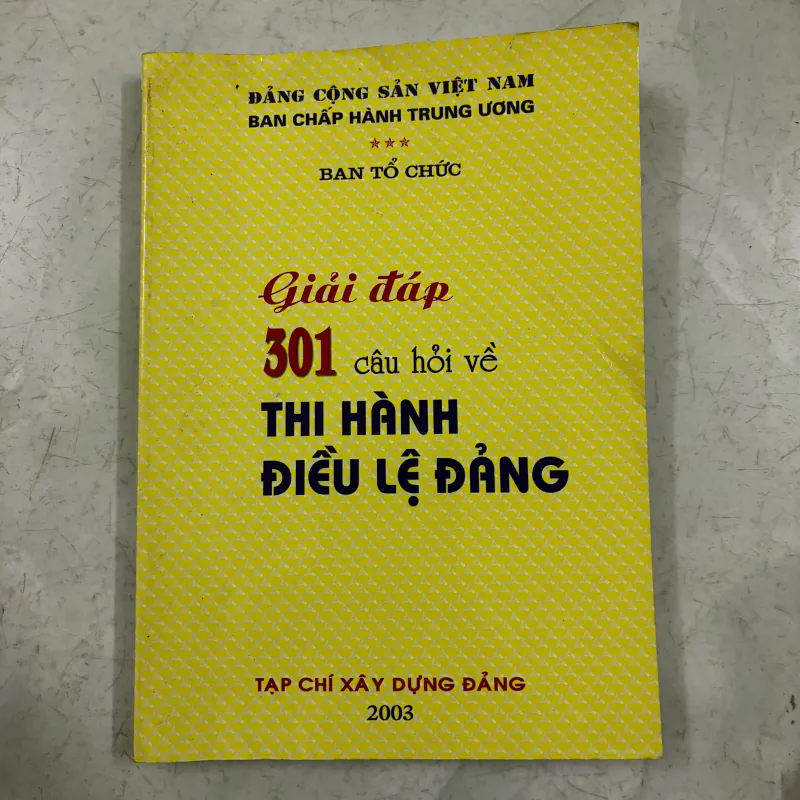 ĐẢNG CỘNG SẢN VIỆT NAM
BAN CHẤP HÀNH TRUNG ƯƠNG
BAN TỔ CHỨC
Giải đáp
301 câu hỏi về
THI HÀNH
ĐIỀU LỆ ĐẢNG
TẠP CHÍ XÂY DỰNG ĐẢNG
2003